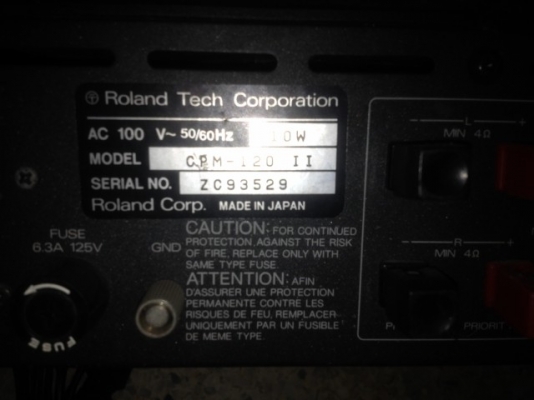 Roland Tech Corporation
AC 100 V~ 50/60Hz
MODEL CPM-120 II
SERIAL NO. ZC93529
Roland Corp. MADE IN JAPAN
FUSE
6.3A 125V
GND
CAUTION: FOR CONTINUED
PROTECTION AGAINST THE RISK
OF FIRE, REPLACE ONLY WITH
SAME TYPE FUSE.
ATTENTION: AFIN
D'ASSURER UNE PROTECTION
PERMANENTE CONTRE LES
RISQUES DE FEU, REMPLACER
UNIQUEMENT PAR UN FUSIBLE
DE MEME TYPE.
FUSE
L +
MIN 4Ω
R +
MIN 4Ω